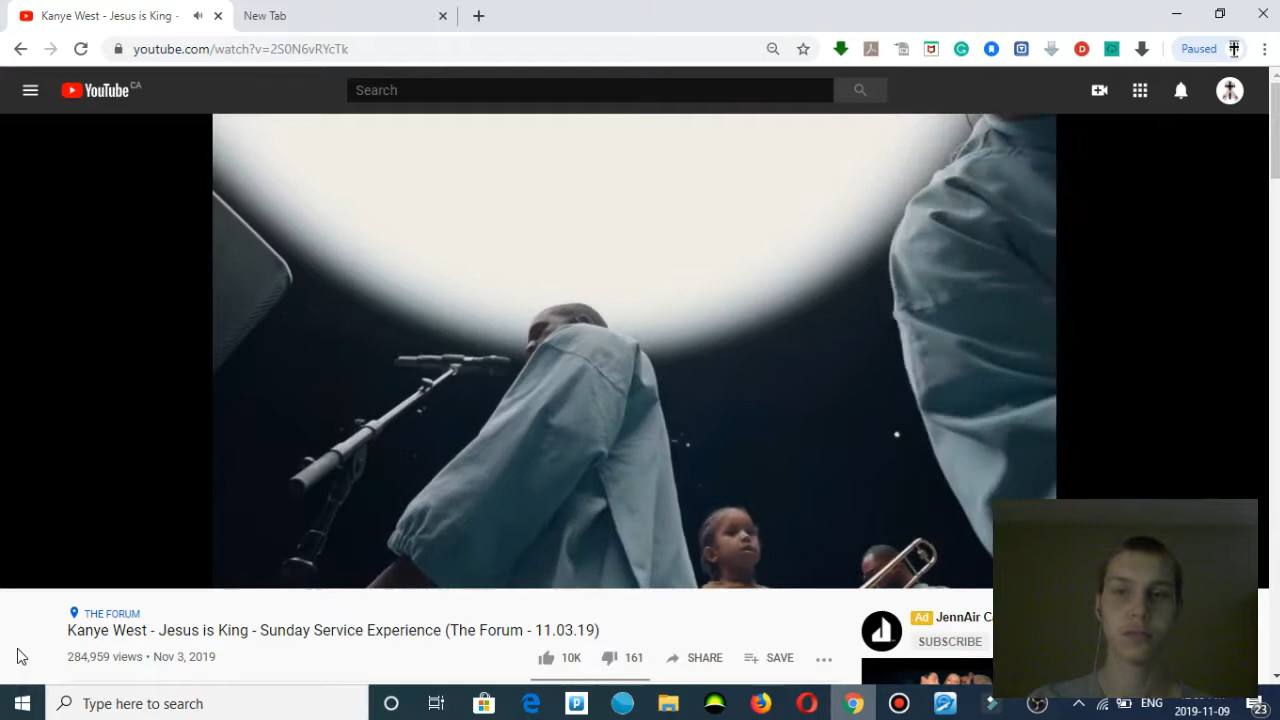 Kanye West - Jesus is King -
New Tab
youtube.com/watch?v=2S0N6vRYcTk
Paused
YouTube CA
Search
THE FORUM
Kanye West - Jesus is King - Sunday Service Experience (The Forum - 11.03.19)
284,959 views • Nov 3, 2019
10K
161
SHARE
SAVE
Ad JennAir C
SUBSCRIBE
Type here to search
ENG
2019-11-09
23